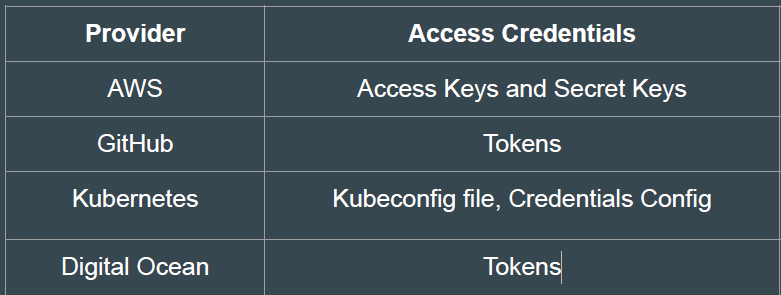 Provider Access Credentials
AWS Access Keys and Secret Keys
GitHub Tokens
Kubernetes Kubeconfig file, Credentials Config
Digital Ocean Tokens